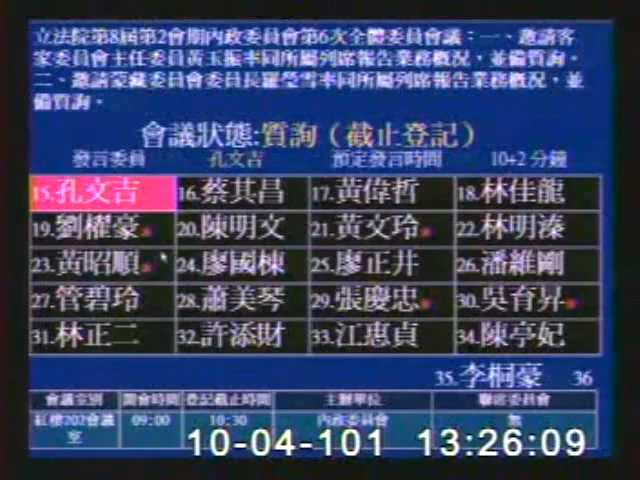 立法院第8屆第2會期內政委員會第6次全體委員會議：一、邀請客
家委員會主任委員黃玉振率同所屬列席報告業務概況，並備質詢。
二、邀請蒙藏委員會委員長羅瑩雪率同所屬列席報告業務概況，並
備質詢。
會議狀態:質詢（截止登記）
發言委員 孔文吉 預定發言時間 10+2 分鐘
15.孔文吉 16.蔡其昌 17.黃偉哲 18.林佳龍
19.劉櫂豪 20.陳明文 21.黃文玲 22.林明溱
23.黃昭順 24.廖國棟 25.廖正井 26.潘維剛
27.管碧玲 28.蕭美琴 29.張慶忠 30.吳育昇
31.林正二 32.許添財 33.江惠貞 34.陳亭妃
35.李桐豪 36
會議室別 開會時間 登記截止時間 主辦單位 聯席委員會
紅樓202會議室 09:00 10:30 內政委員會 無
10-04-101 13:26:09